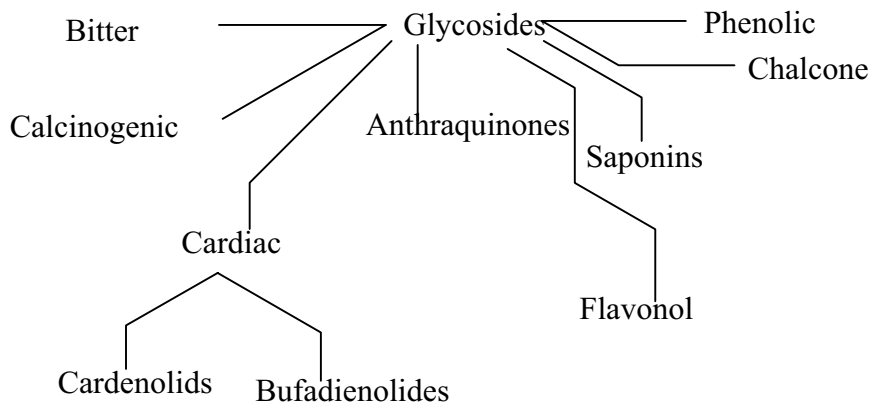 Glycosides
Bitter
Phenolic
Chalcone
Calcinogenic
Anthraquinones
Saponins
Cardiac
Flavonol
Cardenolids
Bufadienolides